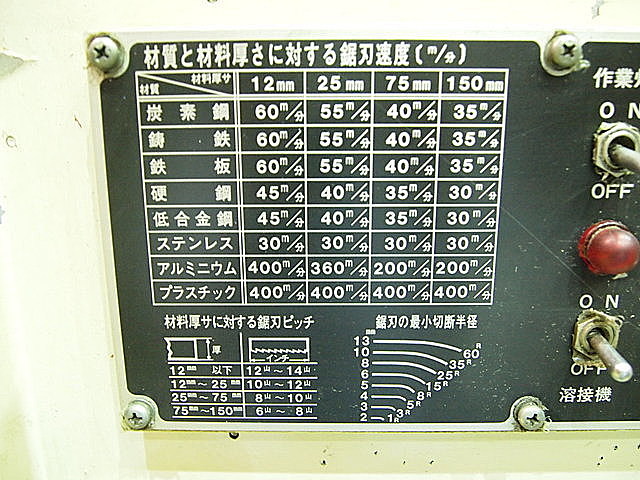 材質と材料厚さに対する鋸刃速度(m/分)
材料厚サ 12mm 25mm 75mm 150mm
材質
炭素鋼 60m/分 55m/分 40m/分 35m/分
鋳鉄 60m/分 55m/分 40m/分 35m/分
鉄板 60m/分 55m/分 40m/分 35m/分
硬鋼 45m/分 40m/分 35m/分 30m/分
低合金鋼 45m/分 40m/分 35m/分 30m/分
ステンレス 30m/分 30m/分 30m/分 30m/分
アルミニウム 400m/分 360m/分 200m/分 200m/分
プラスチック 400m/分 400m/分 400m/分 400m/分
材料厚サに対する鋸刃ピッチ
厚 インチ
12mm 以下 12山〜14山
12mm〜25mm 10山〜12山
25mm〜75mm 8山〜10山
75mm〜150mm 6山〜8山
鋸刃の最小切断半径
mm
13 R
10 60
8 35R
6 25R
5 15R
4 8R
3 5R
2 3R
1R
作業
ON
OFF
ON
OFF
溶接機